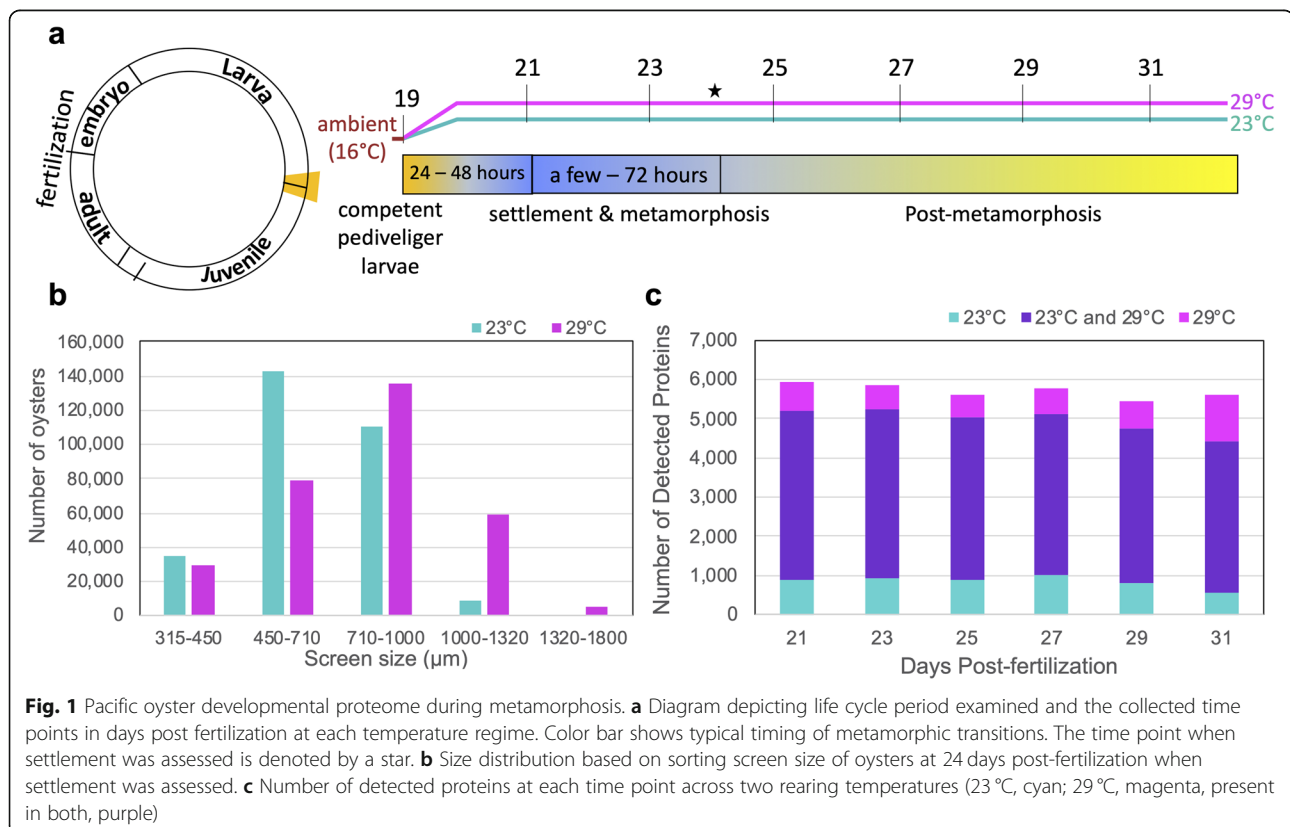 a
fertilization
embryo
Larva
adult
Juvenile
19
21
23
★
25
27
29
31
ambient
(16°C)
29°C
23°C
24 – 48 hours
a few – 72 hours
competent
pediveliger
larvae
settlement & metamorphosis
Post-metamorphosis
b
23°C
29°C
Number of oysters
160,000
140,000
120,000
100,000
80,000
60,000
40,000
20,000
0
315-450
450-710
710-1000
1000-1320
1320-1800
Screen size (µm)
c
23°C
23°C and 29°C
29°C
Number of Detected Proteins
7,000
6,000
5,000
4,000
3,000
2,000
1,000
0
21
23
25
27
29
31
Days Post-fertilization
Fig. 1 Pacific oyster developmental proteome during metamorphosis. a Diagram depicting life cycle period examined and the collected time
points in days post fertilization at each temperature regime. Color bar shows typical timing of metamorphic transitions. The time point when
settlement was assessed is denoted by a star. b Size distribution based on sorting screen size of oysters at 24 days post-fertilization when
settlement was assessed. c Number of detected proteins at each time point across two rearing temperatures (23 °C, cyan; 29 °C, magenta, present
in both, purple)